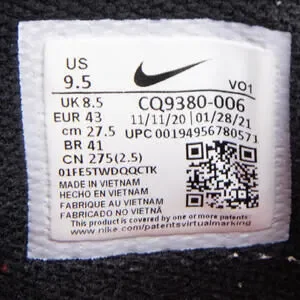 US
9.5
VO1
UK 8.5
CQ9380-006
EUR 43
11/11/20
01/28/21
cm 27.5
UPC 00194956780571
BR 41
CN 275(2.5)
01FE5TWDQQCTK
MADE IN VIETNAM
HECHO EN VIETNAM
FABRIQUE AU VIETNAM
FABRICADO NO VIETNÃ
This product is covered by one or more of
www.nike.com/patentsvirtualmarking